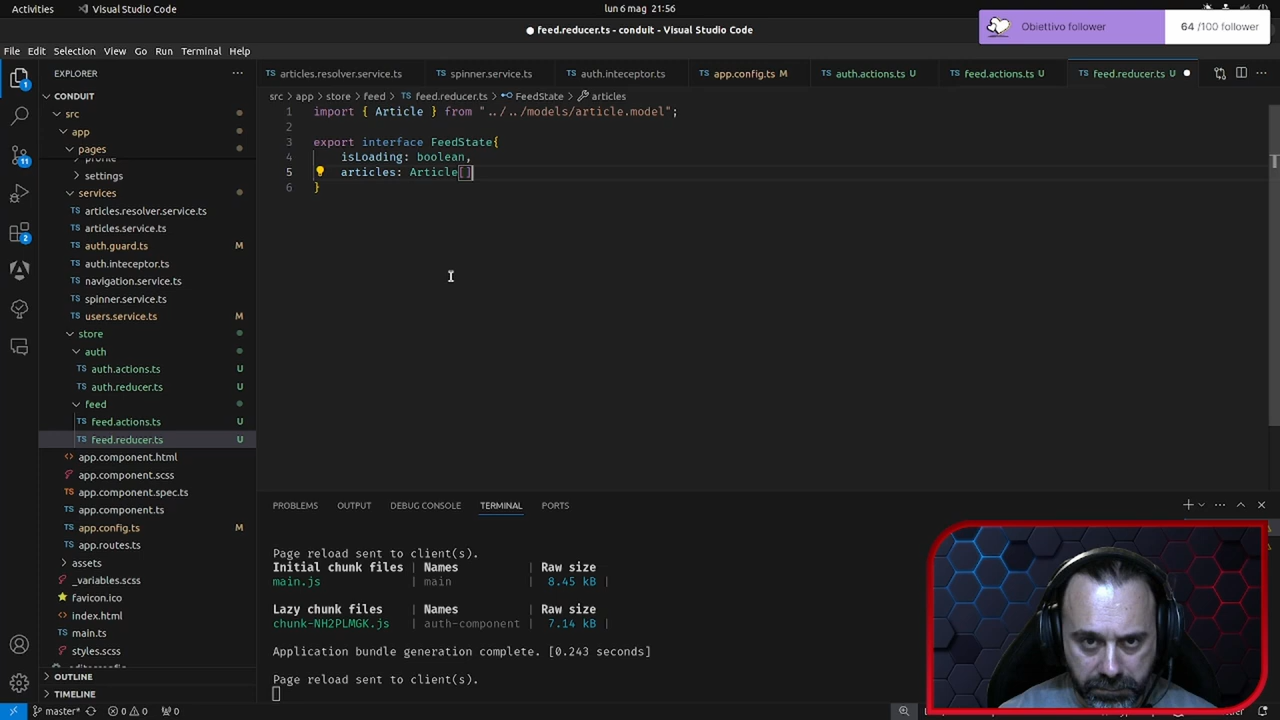 Activities
Visual Studio Code
lun 6 mag 21:56
feed.reducer.ts - conduit - Visual Studio Code
Obiettivo follower
64 /100 follower
File Edit Selection View Go Run Terminal Help
EXPLORER
articles.resolver.service.ts
spinner.service.ts
auth.inteceptor.ts
app.config.ts M
auth.actions.ts U
feed.actions.ts U
feed.reducer.ts U
CONDUIT
src
app
pages
profile
settings
services
articles.resolver.service.ts
articles.service.ts
auth.guard.ts M
auth.inteceptor.ts
navigation.service.ts
spinner.service.ts
users.service.ts M
store
auth
auth.actions.ts U
auth.reducer.ts U
feed
feed.actions.ts U
feed.reducer.ts U
app.component.html
app.component.scss
app.component.spec.ts
app.component.ts
app.config.ts M
app.routes.ts
assets
_variables.scss
favicon.ico
index.html
main.ts
styles.scss
OUTLINE
TIMELINE
1
11
2
src > app > store > feed > feed.reducer.ts > FeedState > articles
1 import { Article } from "../../models/article.model";
2
3 export interface FeedState{
4 isLoading: boolean,
5 articles: Article[]
6 }
PROBLEMS OUTPUT DEBUG CONSOLE TERMINAL PORTS
Page reload sent to client(s).
Initial chunk files | Names | Raw size
main.js | main | 8.45 kB |
Lazy chunk files | Names | Raw size
chunk-NH2PLMGK.js | auth-component | 7.14 kB |
Application bundle generation complete. [0.243 seconds]
Page reload sent to client(s).
master* 0 0 0